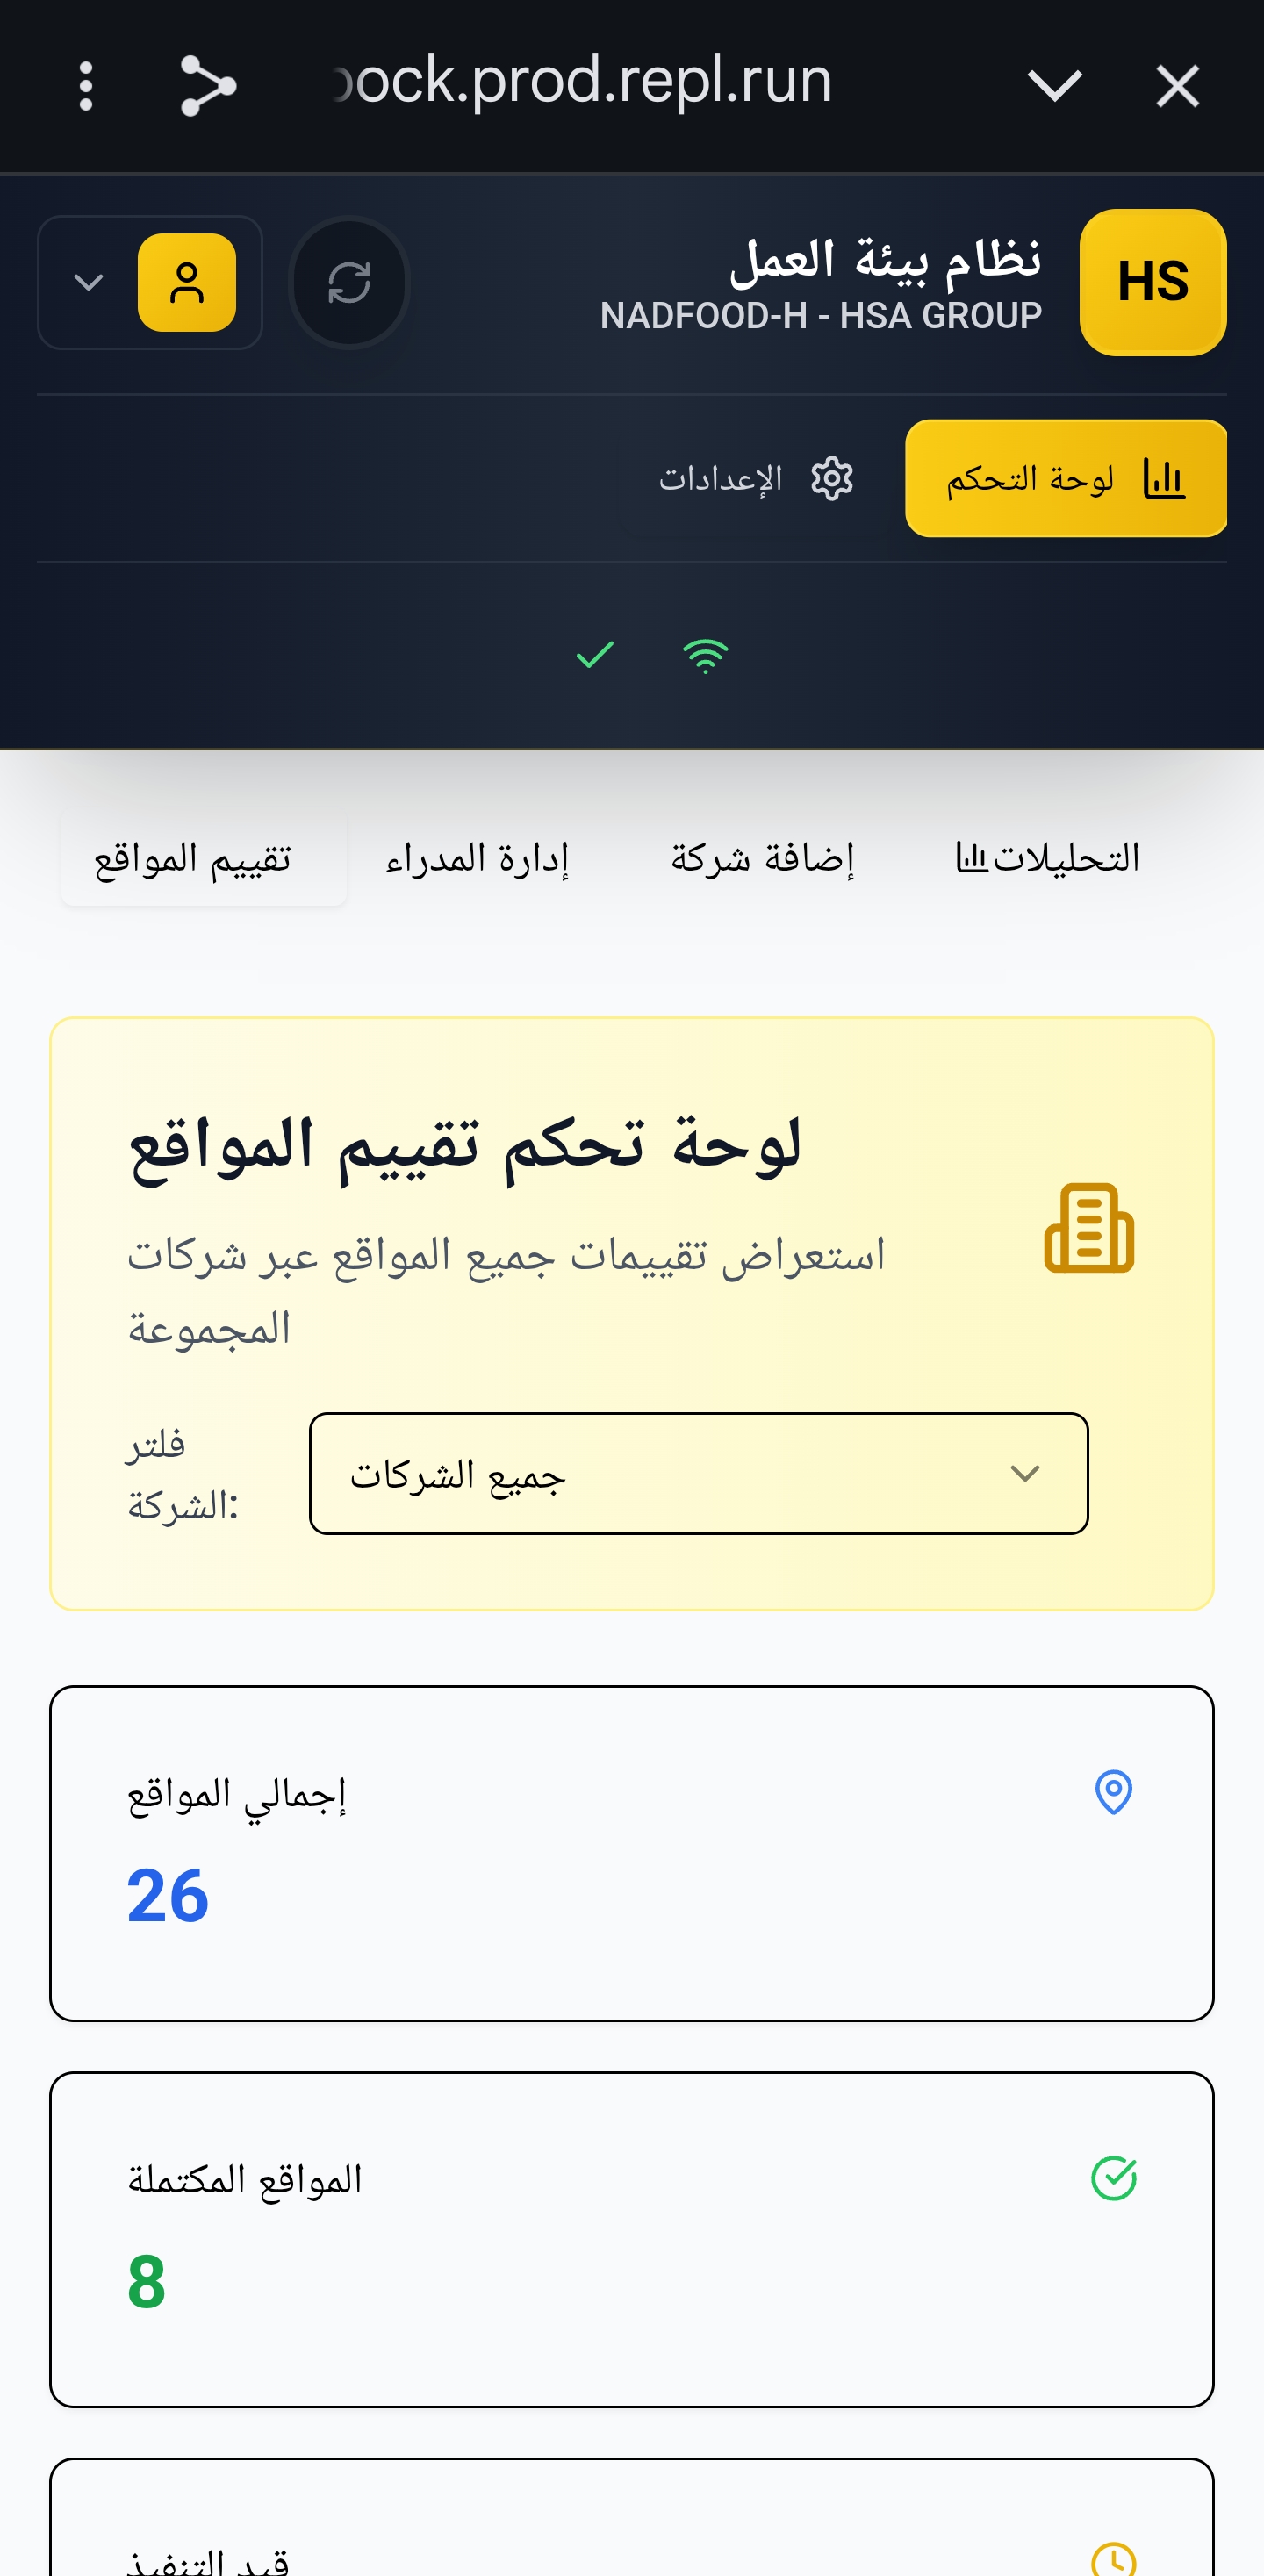 ock.prod.repl.run
HS
نظام بيئة العمل
NADFOOD-H - HSA GROUP
لوحة التحكم
الإعدادات
التحليلات
إضافة شركة
إدارة المدراء
تقييم المواقع
لوحة تحكم تقييم المواقع
استعراض تقييمات جميع المواقع عبر شركات
المجموعة
فلتر
الشركة:
جميع الشركات
إجمالي المواقع
26
المواقع المكتملة
8
قيد التنفيذ